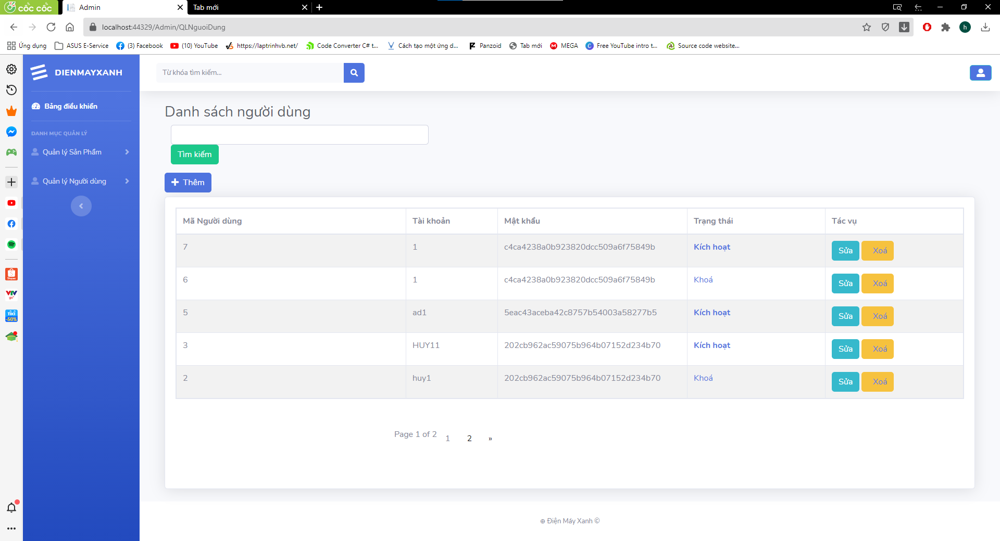 cốc cốc
Admin
Tab mới
localhost:44329/Admin/QLNguoiDung
h
Ứng dụng
ASUS E-Service
(3) Facebook
(10) YouTube
https://laptrinhvb.net/
Code Converter C# t...
Cách tạo một ứng d...
Panzoid
Tab mới
MEGA
Free YouTube intro t...
Source code website...
DIENMAYXANH
Từ khóa tìm kiếm...
Bảng điều khiển
DANH MỤC QUẢN LÝ
Quản lý Sản Phẩm
Quản lý Người dùng
Shopee
VTV
go
TIKI
-50%
Danh sách người dùng
Tìm kiếm
Thêm
Mã Người dùng Tài khoản Mật khẩu Trạng thái Tác vụ
7 1 c4ca4238a0b923820dcc509a6f75849b Kích hoạt Sửa Xoá
6 1 c4ca4238a0b923820dcc509a6f75849b Khoá Sửa Xoá
5 ad1 5eac43aceba42c8757b54003a58277b5 Kích hoạt Sửa Xoá
3 HUY11 202cb962ac59075b964b07152d234b70 Kích hoạt Sửa Xoá
2 huy1 202cb962ac59075b964b07152d234b70 Khoá Sửa Xoá
Page 1 of 2 1 2 »
⊕ Điện Máy Xanh ©